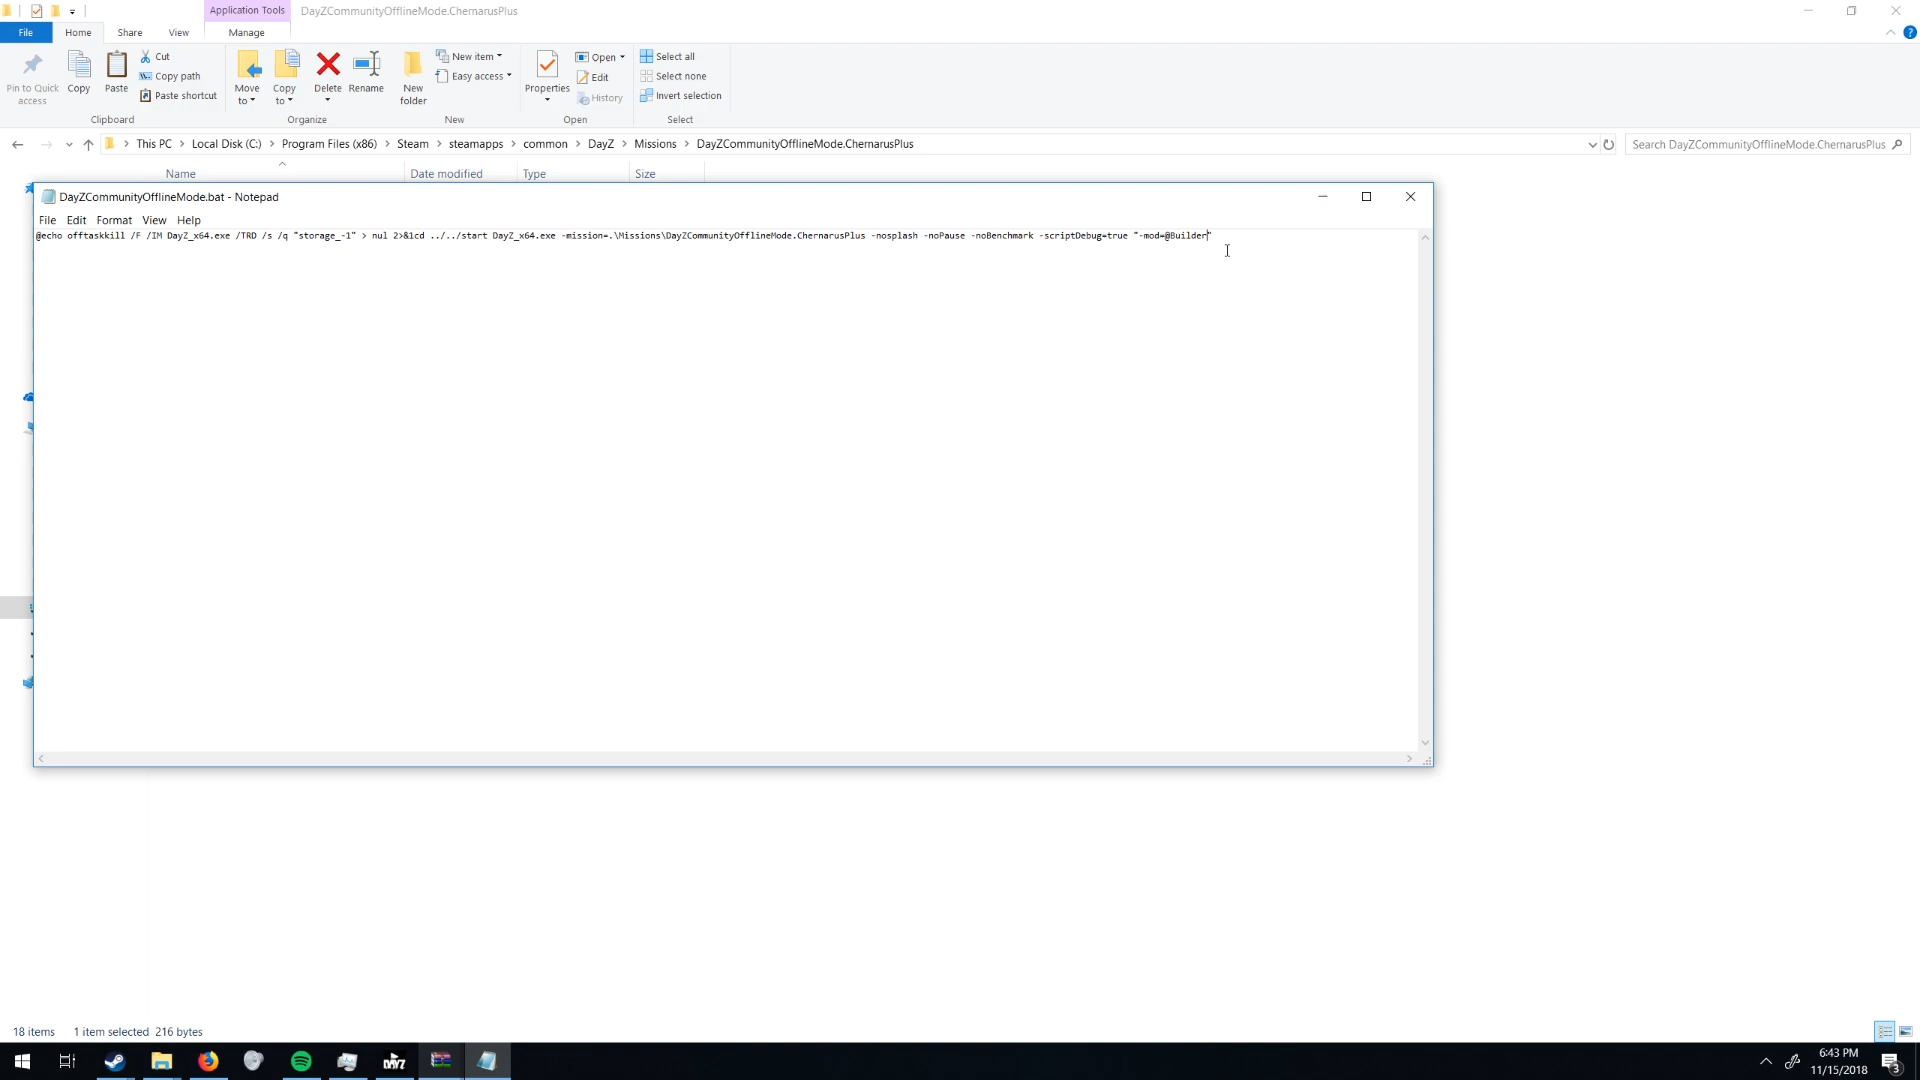 Application Tools
DayZCommunityOfflineMode.ChernarusPlus
File
Home
Share
View
Manage
Pin to Quick access
Copy
Paste
Cut
Copy path
Paste shortcut
Move to
Copy to
Delete
Rename
New folder
New item
Easy access
Properties
Open
Edit
History
Select all
Select none
Invert selection
Clipboard
Organize
New
Open
Select
This PC > Local Disk (C:) > Program Files (x86) > Steam > steamapps > common > DayZ > Missions > DayZCommunityOfflineMode.ChernarusPlus
Search DayZCommunityOfflineMode.ChernarusPlus
Name
Date modified
Type
Size
DayZCommunityOfflineMode.bat - Notepad
File Edit Format View Help
@echo offtaskkill /F /IM DayZ_x64.exe /TRD /s /q "storage_-1" > nul 2>&1cd ../../start DayZ_x64.exe -mission=.\Missions\DayZCommunityOfflineMode.ChernarusPlus -nosplash -noPause -noBenchmark -scriptDebug=true "-mod=@Builder"
18 items 1 item selected 216 bytes
DAYZ
6:43 PM
11/15/2018
3